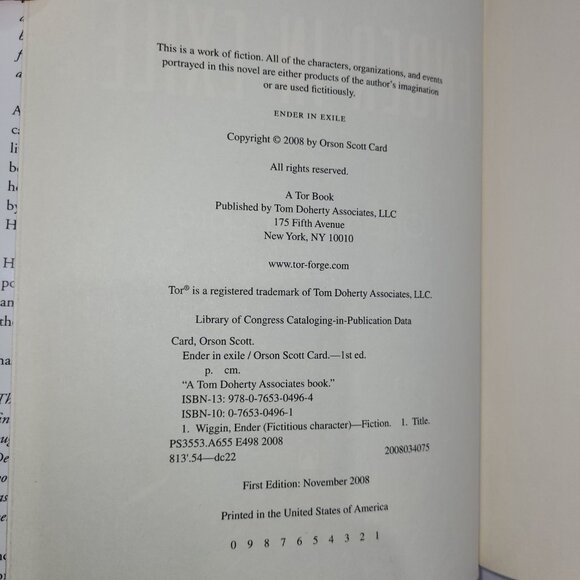 This is a work of fiction. All of the characters, organizations, and events
portrayed in this novel are either products of the author's imagination
or are used fictitiously.
ENDER IN EXILE
Copyright © 2008 by Orson Scott Card
All rights reserved.
A Tor Book
Published by Tom Doherty Associates, LLC
175 Fifth Avenue
New York, NY 10010
www.tor-forge.com
Tor® is a registered trademark of Tom Doherty Associates, LLC.
Library of Congress Cataloging-in-Publication Data
Card, Orson Scott.
Ender in exile / Orson Scott Card.—1st ed.
p. cm.
"A Tom Doherty Associates book."
ISBN-13: 978-0-7653-0496-4
ISBN-10: 0-7653-0496-1
1. Wiggin, Ender (Fictitious character)—Fiction. 1. Title.
PS3553.A655 E498 2008
813'.54—dc22 2008034075
First Edition: November 2008
Printed in the United States of America
0 9 8 7 6 5 4 3 2 1